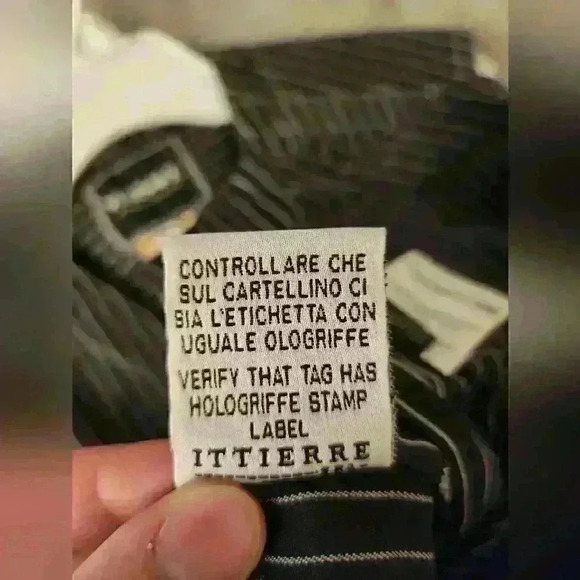 CONTROLLARE CHE
SUL CARTELLINO CI
SIA L'ETICHETTA CON
UGUALE OLOGRIFFE
VERIFY THAT TAG HAS
HOLOGRIFFE STAMP
LABEL
ITTIERRE